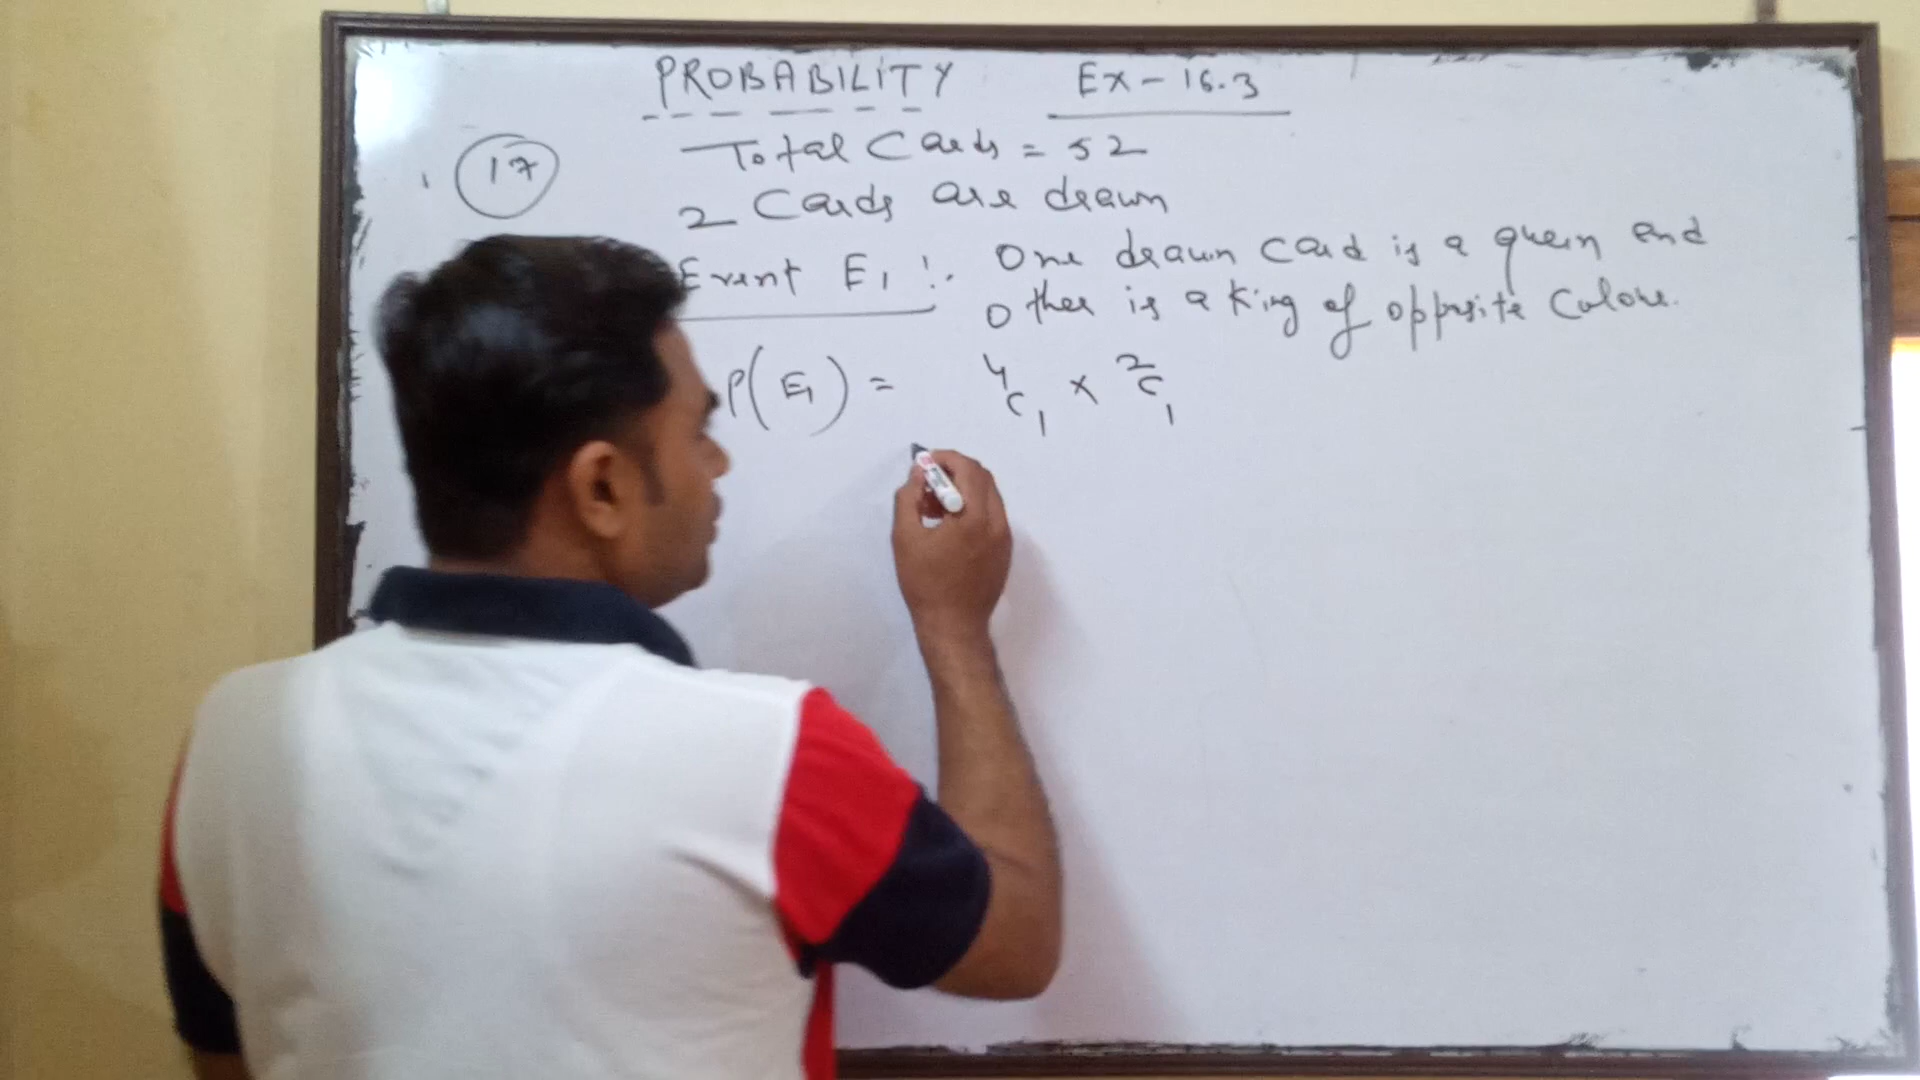 PROBABILITY Ex - 16.3
17
Total Cards = 52
2 Cards are drawn
Event E1 :. One drawn card is a queen and
other is a king of opposite Colour.
P(E1) = 4C1 × 2C1